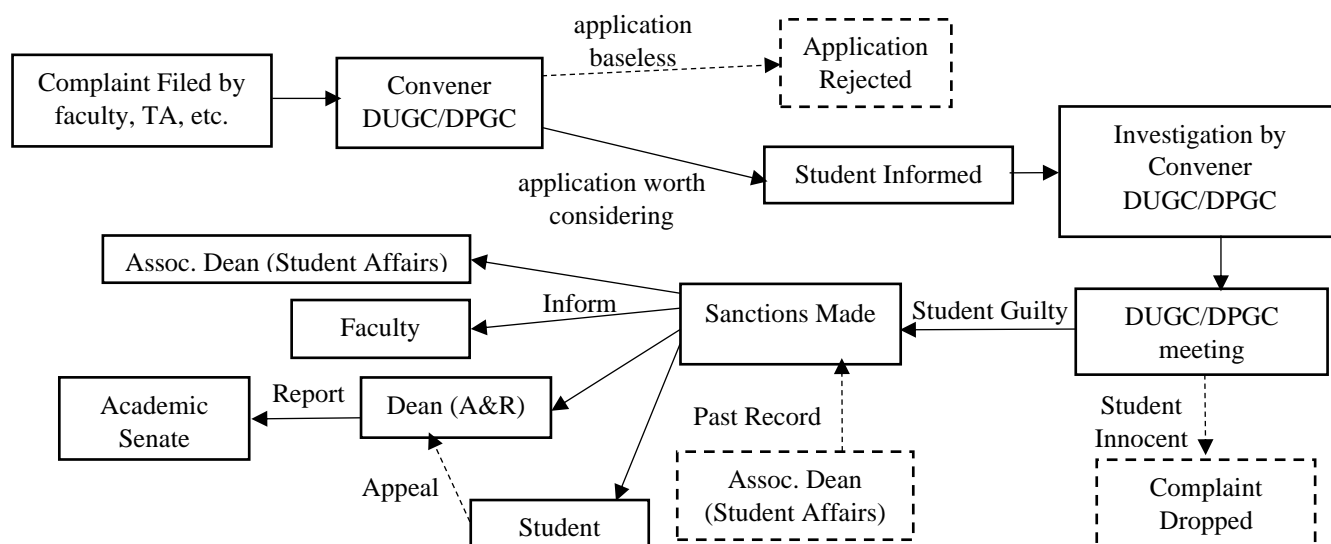 application
baseless
Application
Rejected
Complaint Filed by
faculty, TA, etc.
Convener
DUGC/DPGC
application worth
considering
Student Informed
Investigation by
Convener
DUGC/DPGC
Assoc. Dean (Student Affairs)
Inform
Faculty
Sanctions Made
Student Guilty
DUGC/DPGC
meeting
Academic
Senate
Report
Dean (A&R)
Past Record
Student
Innocent
Appeal
Student
Assoc. Dean
(Student Affairs)
Complaint
Dropped